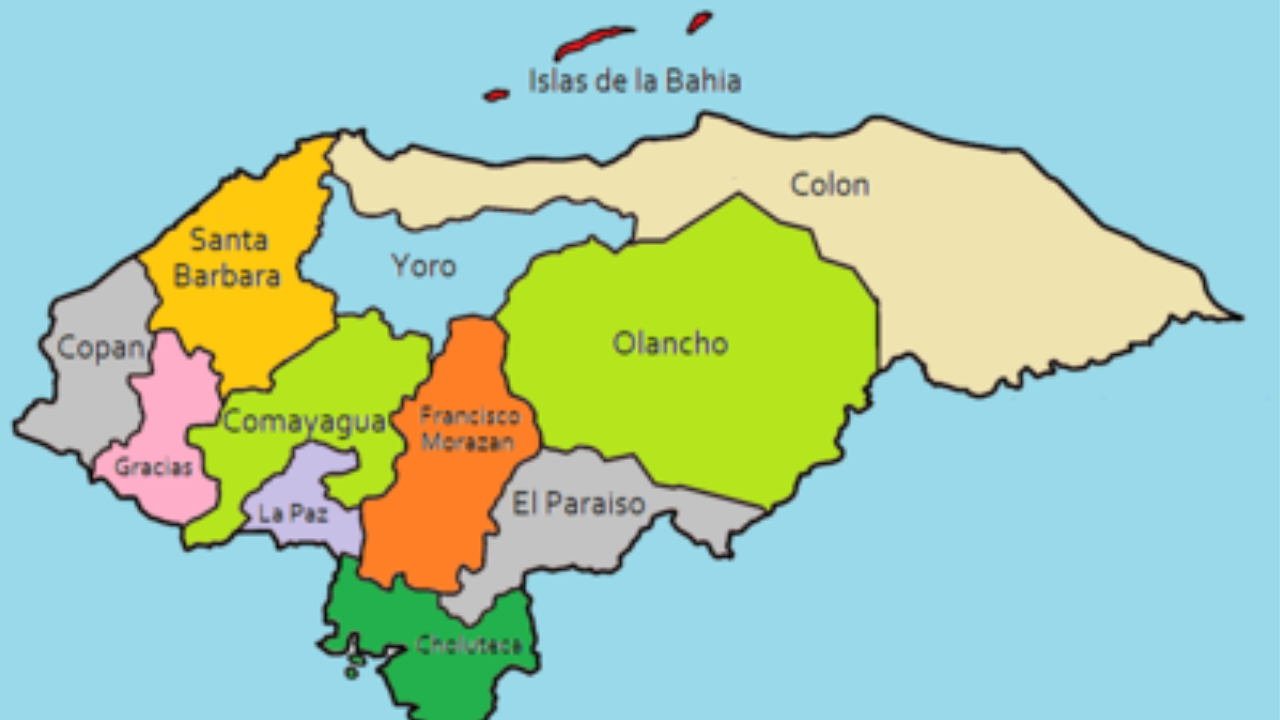 Islas de la Bahia
Colon
Santa
Barbara
Yoro
Copan
Olancho
Comayagua
Francisco
Morazan
Gracias
La Paz
El Paraiso
Choluteca